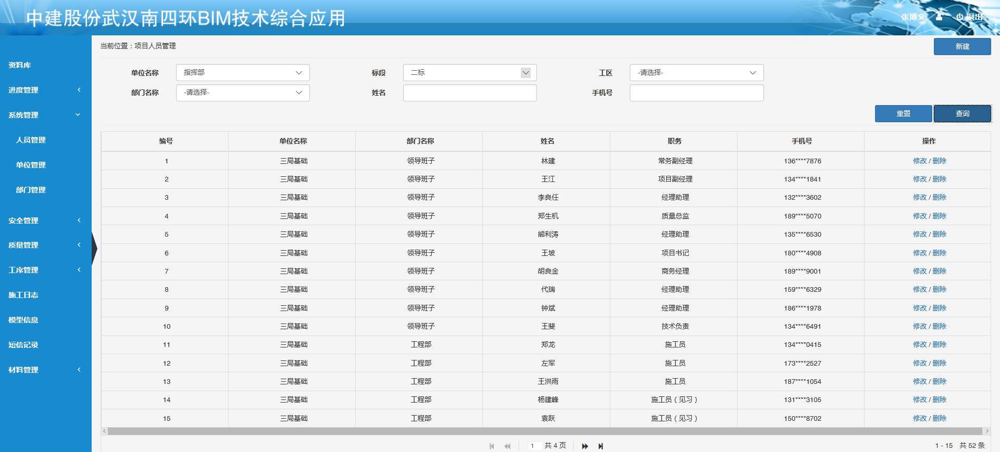 中建股份武汉南四环BIM技术综合应用
张博文 退出
当前位置：项目人员管理 新建
资料库
进度管理
系统管理
人员管理
单位管理
部门管理
安全管理
质量管理
工序管理
施工日志
模型信息
短信记录
材料管理
单位名称 指挥部 标段 二标 工区 -请选择-
部门名称 -请选择- 姓名 手机号
重置 查询
编号 单位名称 部门名称 姓名 职务 手机号 操作
1 三局基础 领导班子 林建 常务副经理 136****7876 修改 / 删除
2 三局基础 领导班子 王江 项目副经理 134****1841 修改 / 删除
3 三局基础 领导班子 李良任 经理助理 132****3602 修改 / 删除
4 三局基础 领导班子 郑生机 质量总监 189****5070 修改 / 删除
5 三局基础 领导班子 熊利涛 经理助理 135****6530 修改 / 删除
6 三局基础 领导班子 王坡 项目书记 180****4908 修改 / 删除
7 三局基础 领导班子 胡良金 商务经理 189****9001 修改 / 删除
8 三局基础 领导班子 代瑞 经理助理 159****6329 修改 / 删除
9 三局基础 领导班子 钟斌 经理助理 186****1978 修改 / 删除
10 三局基础 领导班子 王斐 技术负责 134****6491 修改 / 删除
11 三局基础 工程部 郑龙 施工员 134****0415 修改 / 删除
12 三局基础 工程部 左军 施工员 173****2527 修改 / 删除
13 三局基础 工程部 王洪雨 施工员 187****1054 修改 / 删除
14 三局基础 工程部 杨建峰 施工员（见习） 131****3105 修改 / 删除
15 三局基础 工程部 袁跃 施工员（见习） 150****8702 修改 / 删除
1 共 4 页 1 - 15 共 52 条